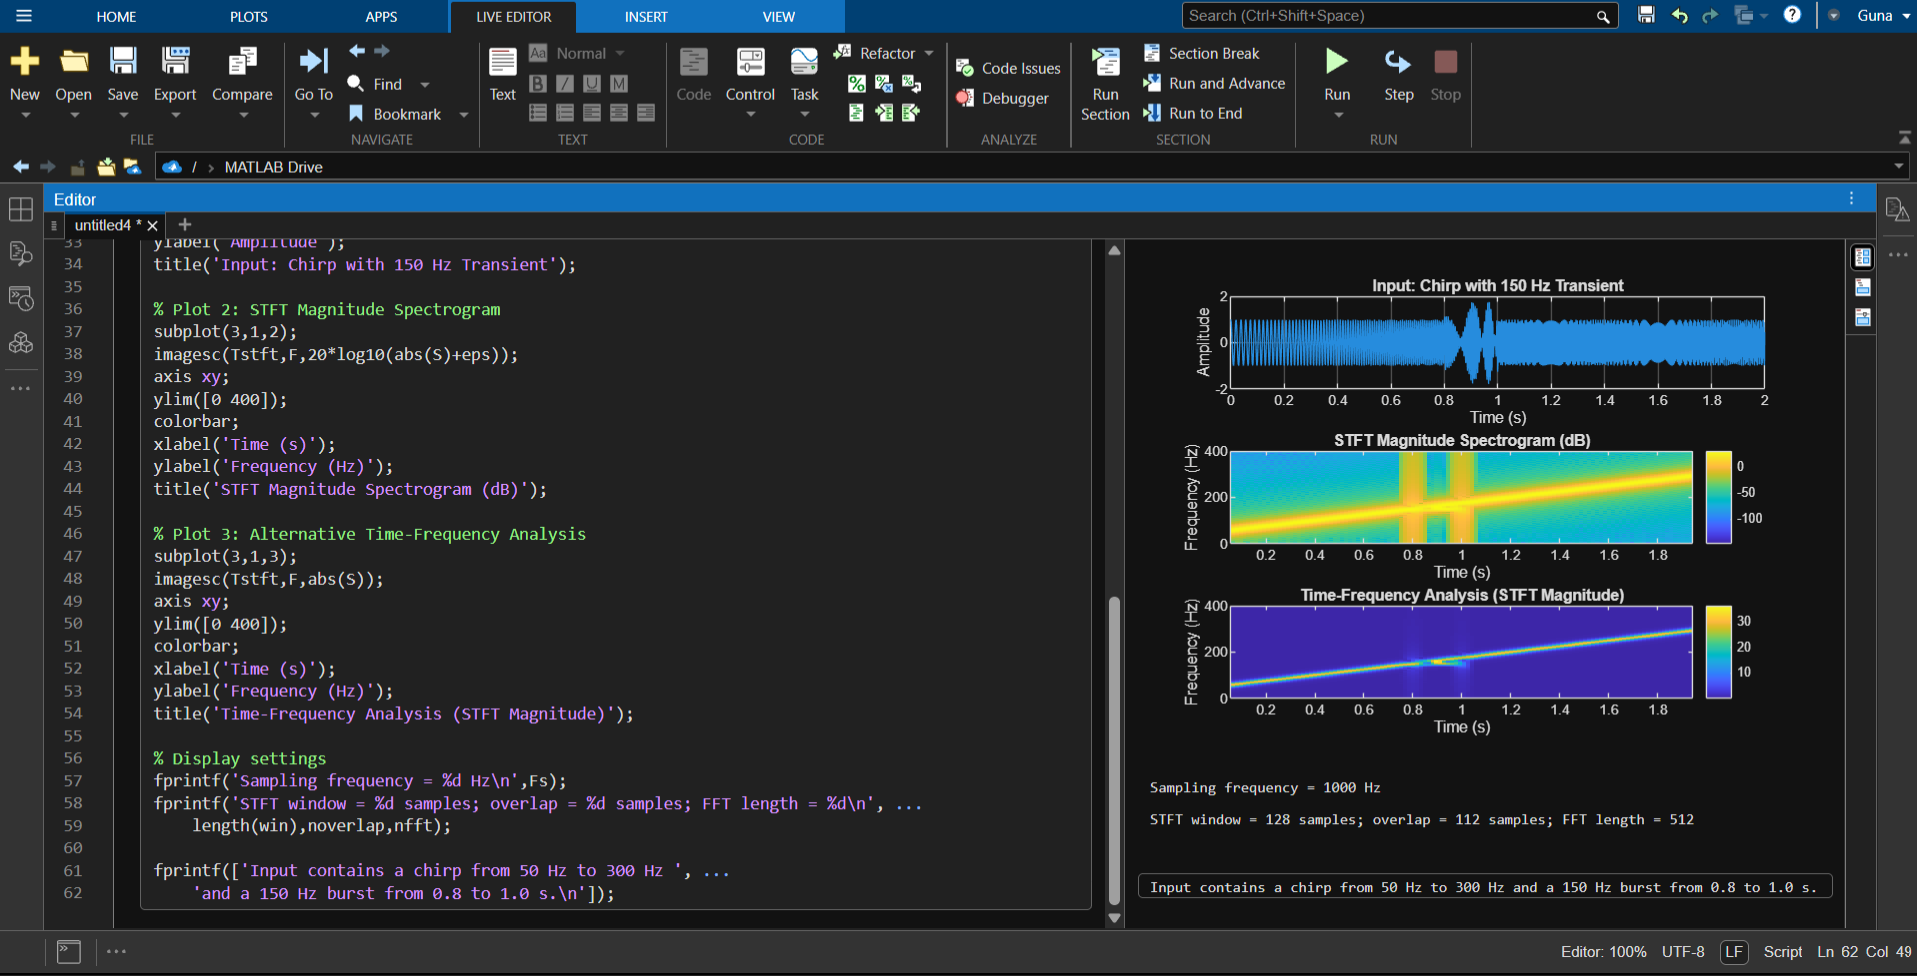 HOME PLOTS APPS LIVE EDITOR INSERT VIEW Search (Ctrl+Shift+Space) Guna
New Open Save Export Compare Go To Find Bookmark
Text Aa Normal B I U M
Code Control Task Refactor
Code Issues Debugger
Run Section Section Break Run and Advance Run to End
Run Step Stop
FILE NAVIGATE TEXT CODE ANALYZE SECTION RUN
/ › MATLAB Drive
Editor
untitled4 * × +
33 ylabel('Amplitude');
34 title('Input: Chirp with 150 Hz Transient');
35
36 % Plot 2: STFT Magnitude Spectrogram
37 subplot(3,1,2);
38 imagesc(Tstft,F,20*log10(abs(S)+eps));
39 axis xy;
40 ylim([0 400]);
41 colorbar;
42 xlabel('Time (s)');
43 ylabel('Frequency (Hz)');
44 title('STFT Magnitude Spectrogram (dB)');
45
46 % Plot 3: Alternative Time-Frequency Analysis
47 subplot(3,1,3);
48 imagesc(Tstft,F,abs(S));
49 axis xy;
50 ylim([0 400]);
51 colorbar;
52 xlabel('Time (s)');
53 ylabel('Frequency (Hz)');
54 title('Time-Frequency Analysis (STFT Magnitude)');
55
56 % Display settings
57 fprintf('Sampling frequency = %d Hz\n',Fs);
58 fprintf('STFT window = %d samples; overlap = %d samples; FFT length = %d\n', ...
59 length(win),noverlap,nfft);
60
61 fprintf(['Input contains a chirp from 50 Hz to 300 Hz ', ...
62 'and a 150 Hz burst from 0.8 to 1.0 s.\n']);
Input: Chirp with 150 Hz Transient
Amplitude
2
0
-2
0 0.2 0.4 0.6 0.8 1 1.2 1.4 1.6 1.8 2
Time (s)
STFT Magnitude Spectrogram (dB)
Frequency (Hz)
400
200
0
0.2 0.4 0.6 0.8 1 1.2 1.4 1.6 1.8
0
-50
-100
Time (s)
Time-Frequency Analysis (STFT Magnitude)
Frequency (Hz)
400
200
0
0.2 0.4 0.6 0.8 1 1.2 1.4 1.6 1.8
30
20
10
Time (s)
Sampling frequency = 1000 Hz
STFT window = 128 samples; overlap = 112 samples; FFT length = 512
Input contains a chirp from 50 Hz to 300 Hz and a 150 Hz burst from 0.8 to 1.0 s.
Editor: 100% UTF-8 LF Script Ln 62 Col 49